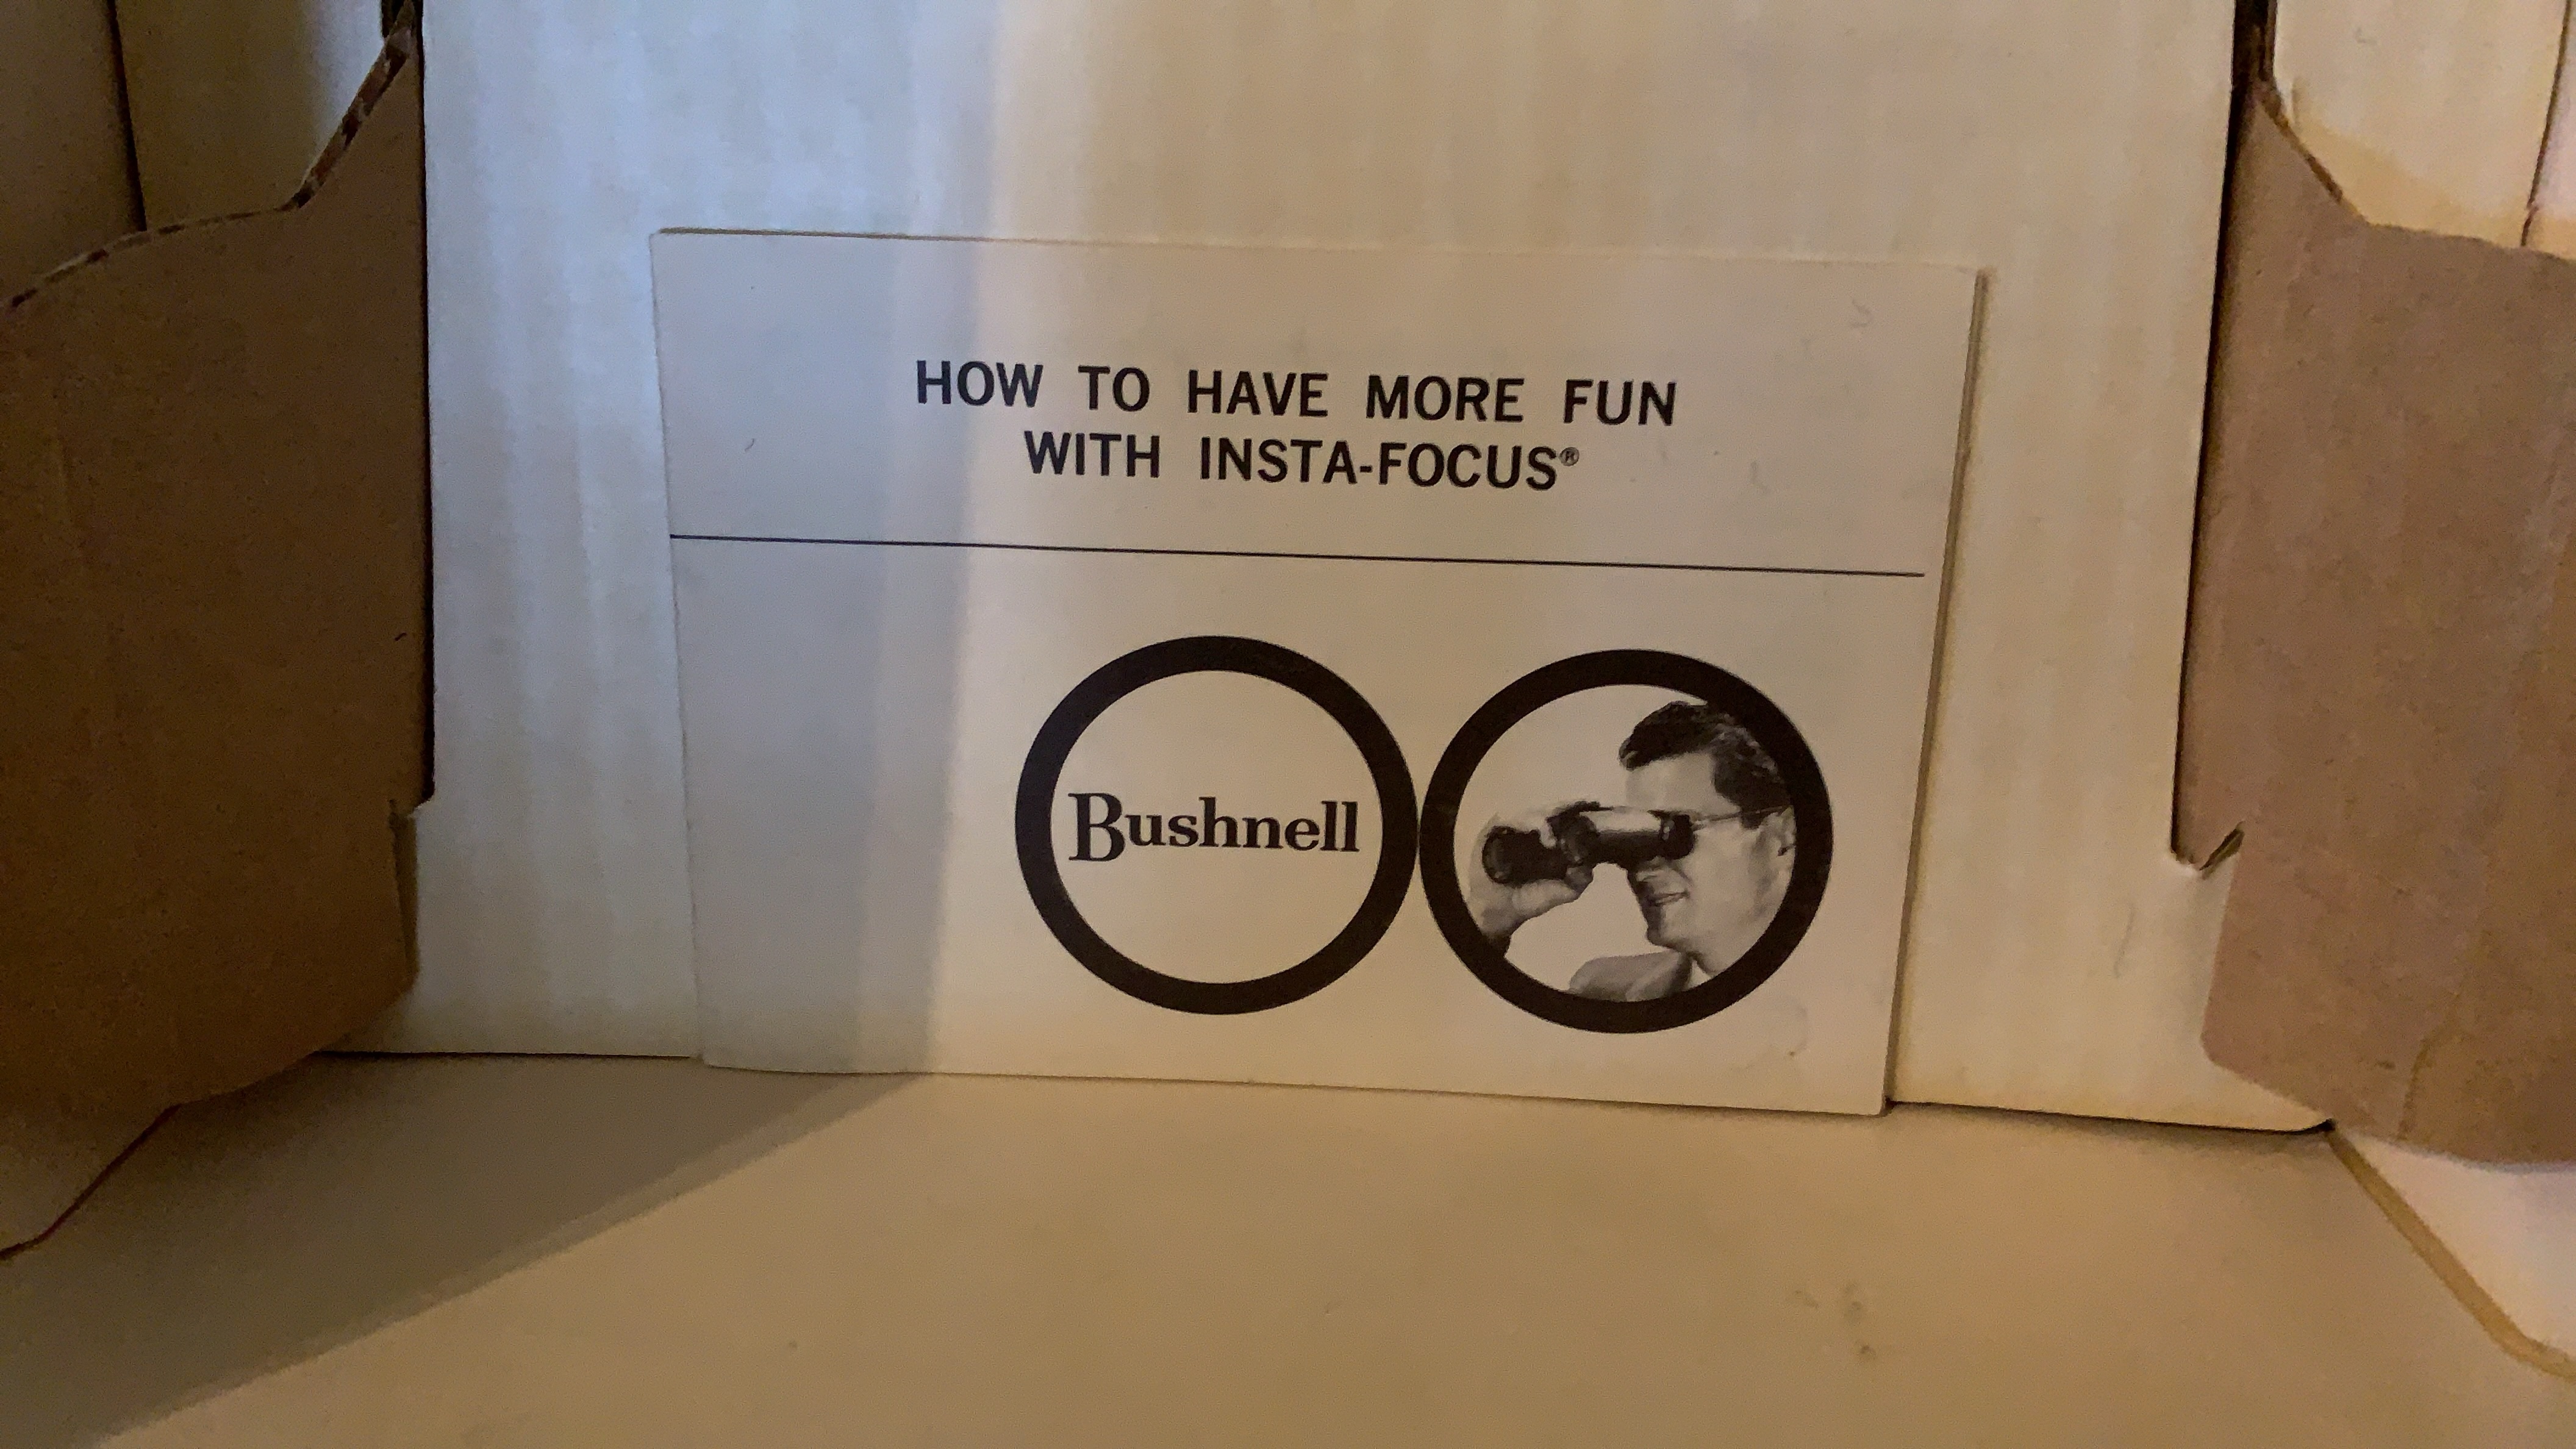 HOW TO HAVE MORE FUN
WITH INSTA-FOCUS®
Bushnell